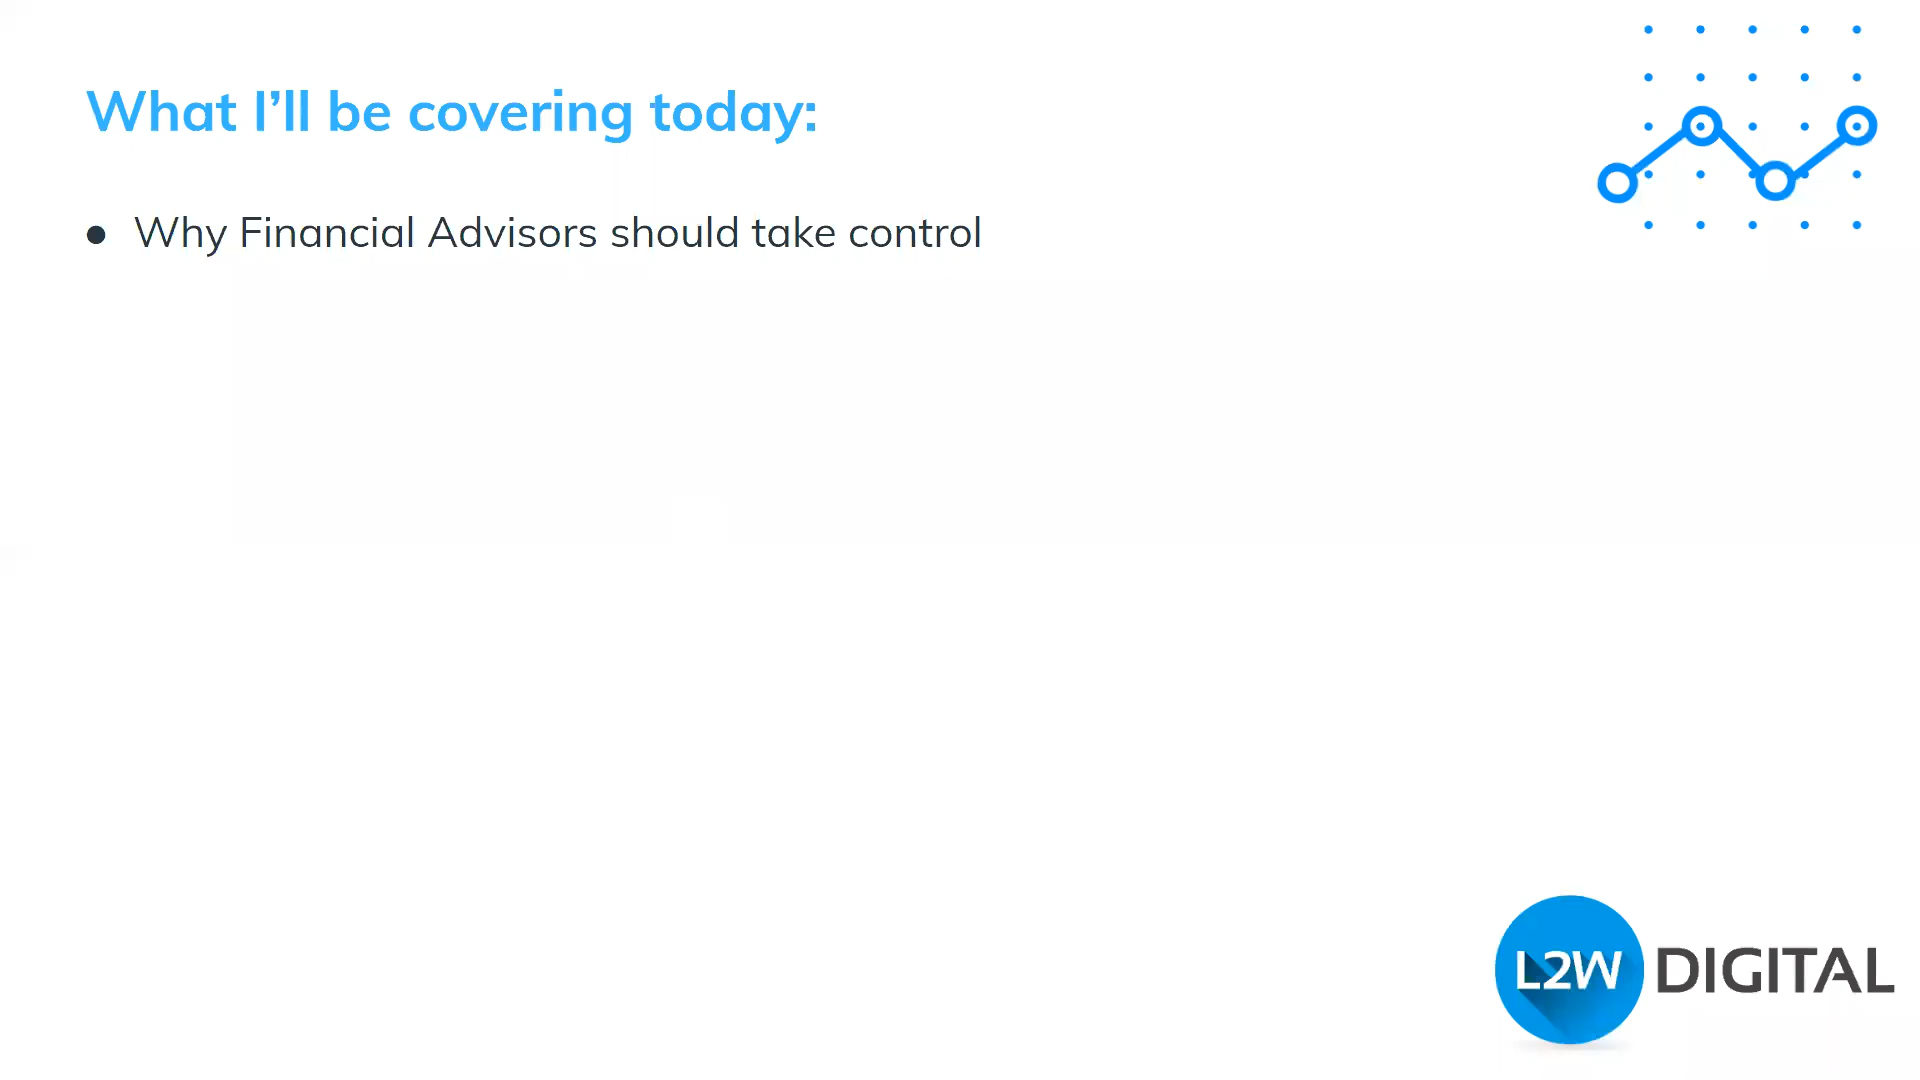 What I’ll be covering today:
● Why Financial Advisors should take control
L2W DIGITAL